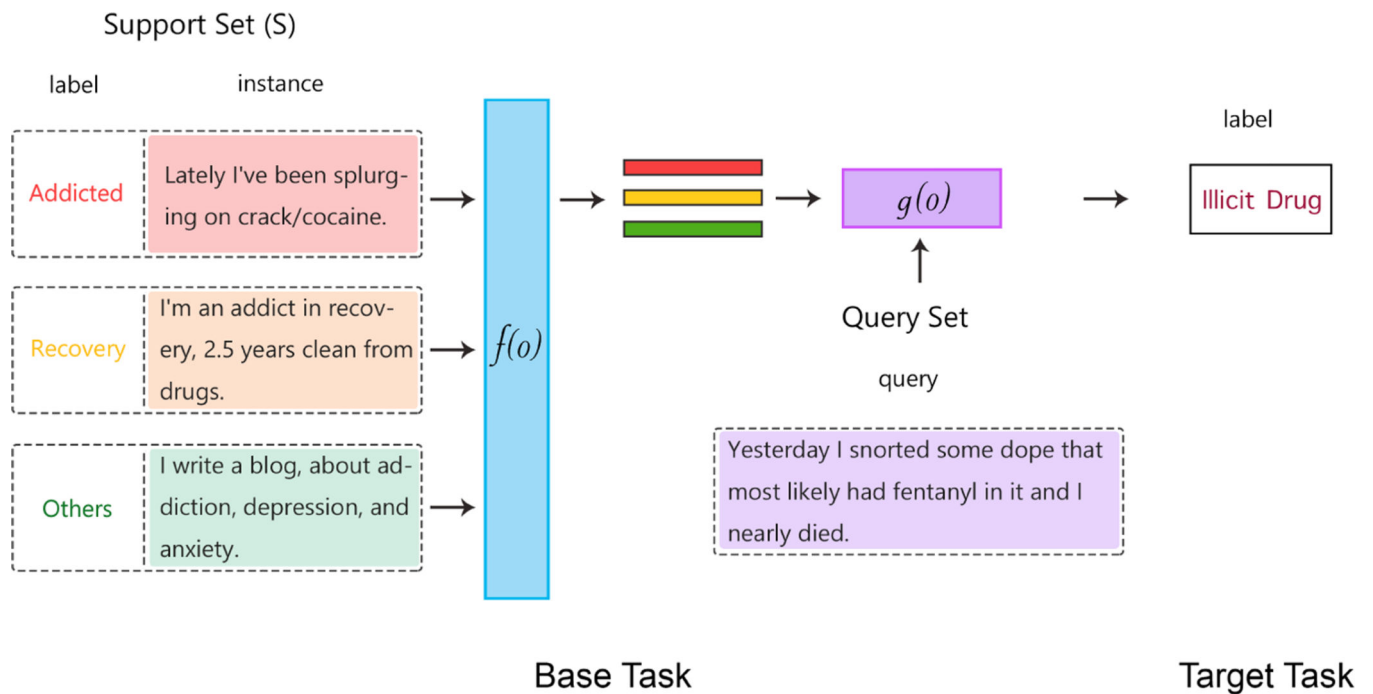 Support Set (S)
label
instance
Addicted
Lately I've been splurg-
ing on crack/cocaine.
Recovery
I'm an addict in recov-
ery, 2.5 years clean from
drugs.
Others
I write a blog, about ad-
diction, depression, and
anxiety.
f(o)
g(o)
Query Set
query
Yesterday I snorted some dope that
most likely had fentanyl in it and I
nearly died.
label
Illicit Drug
Base Task
Target Task